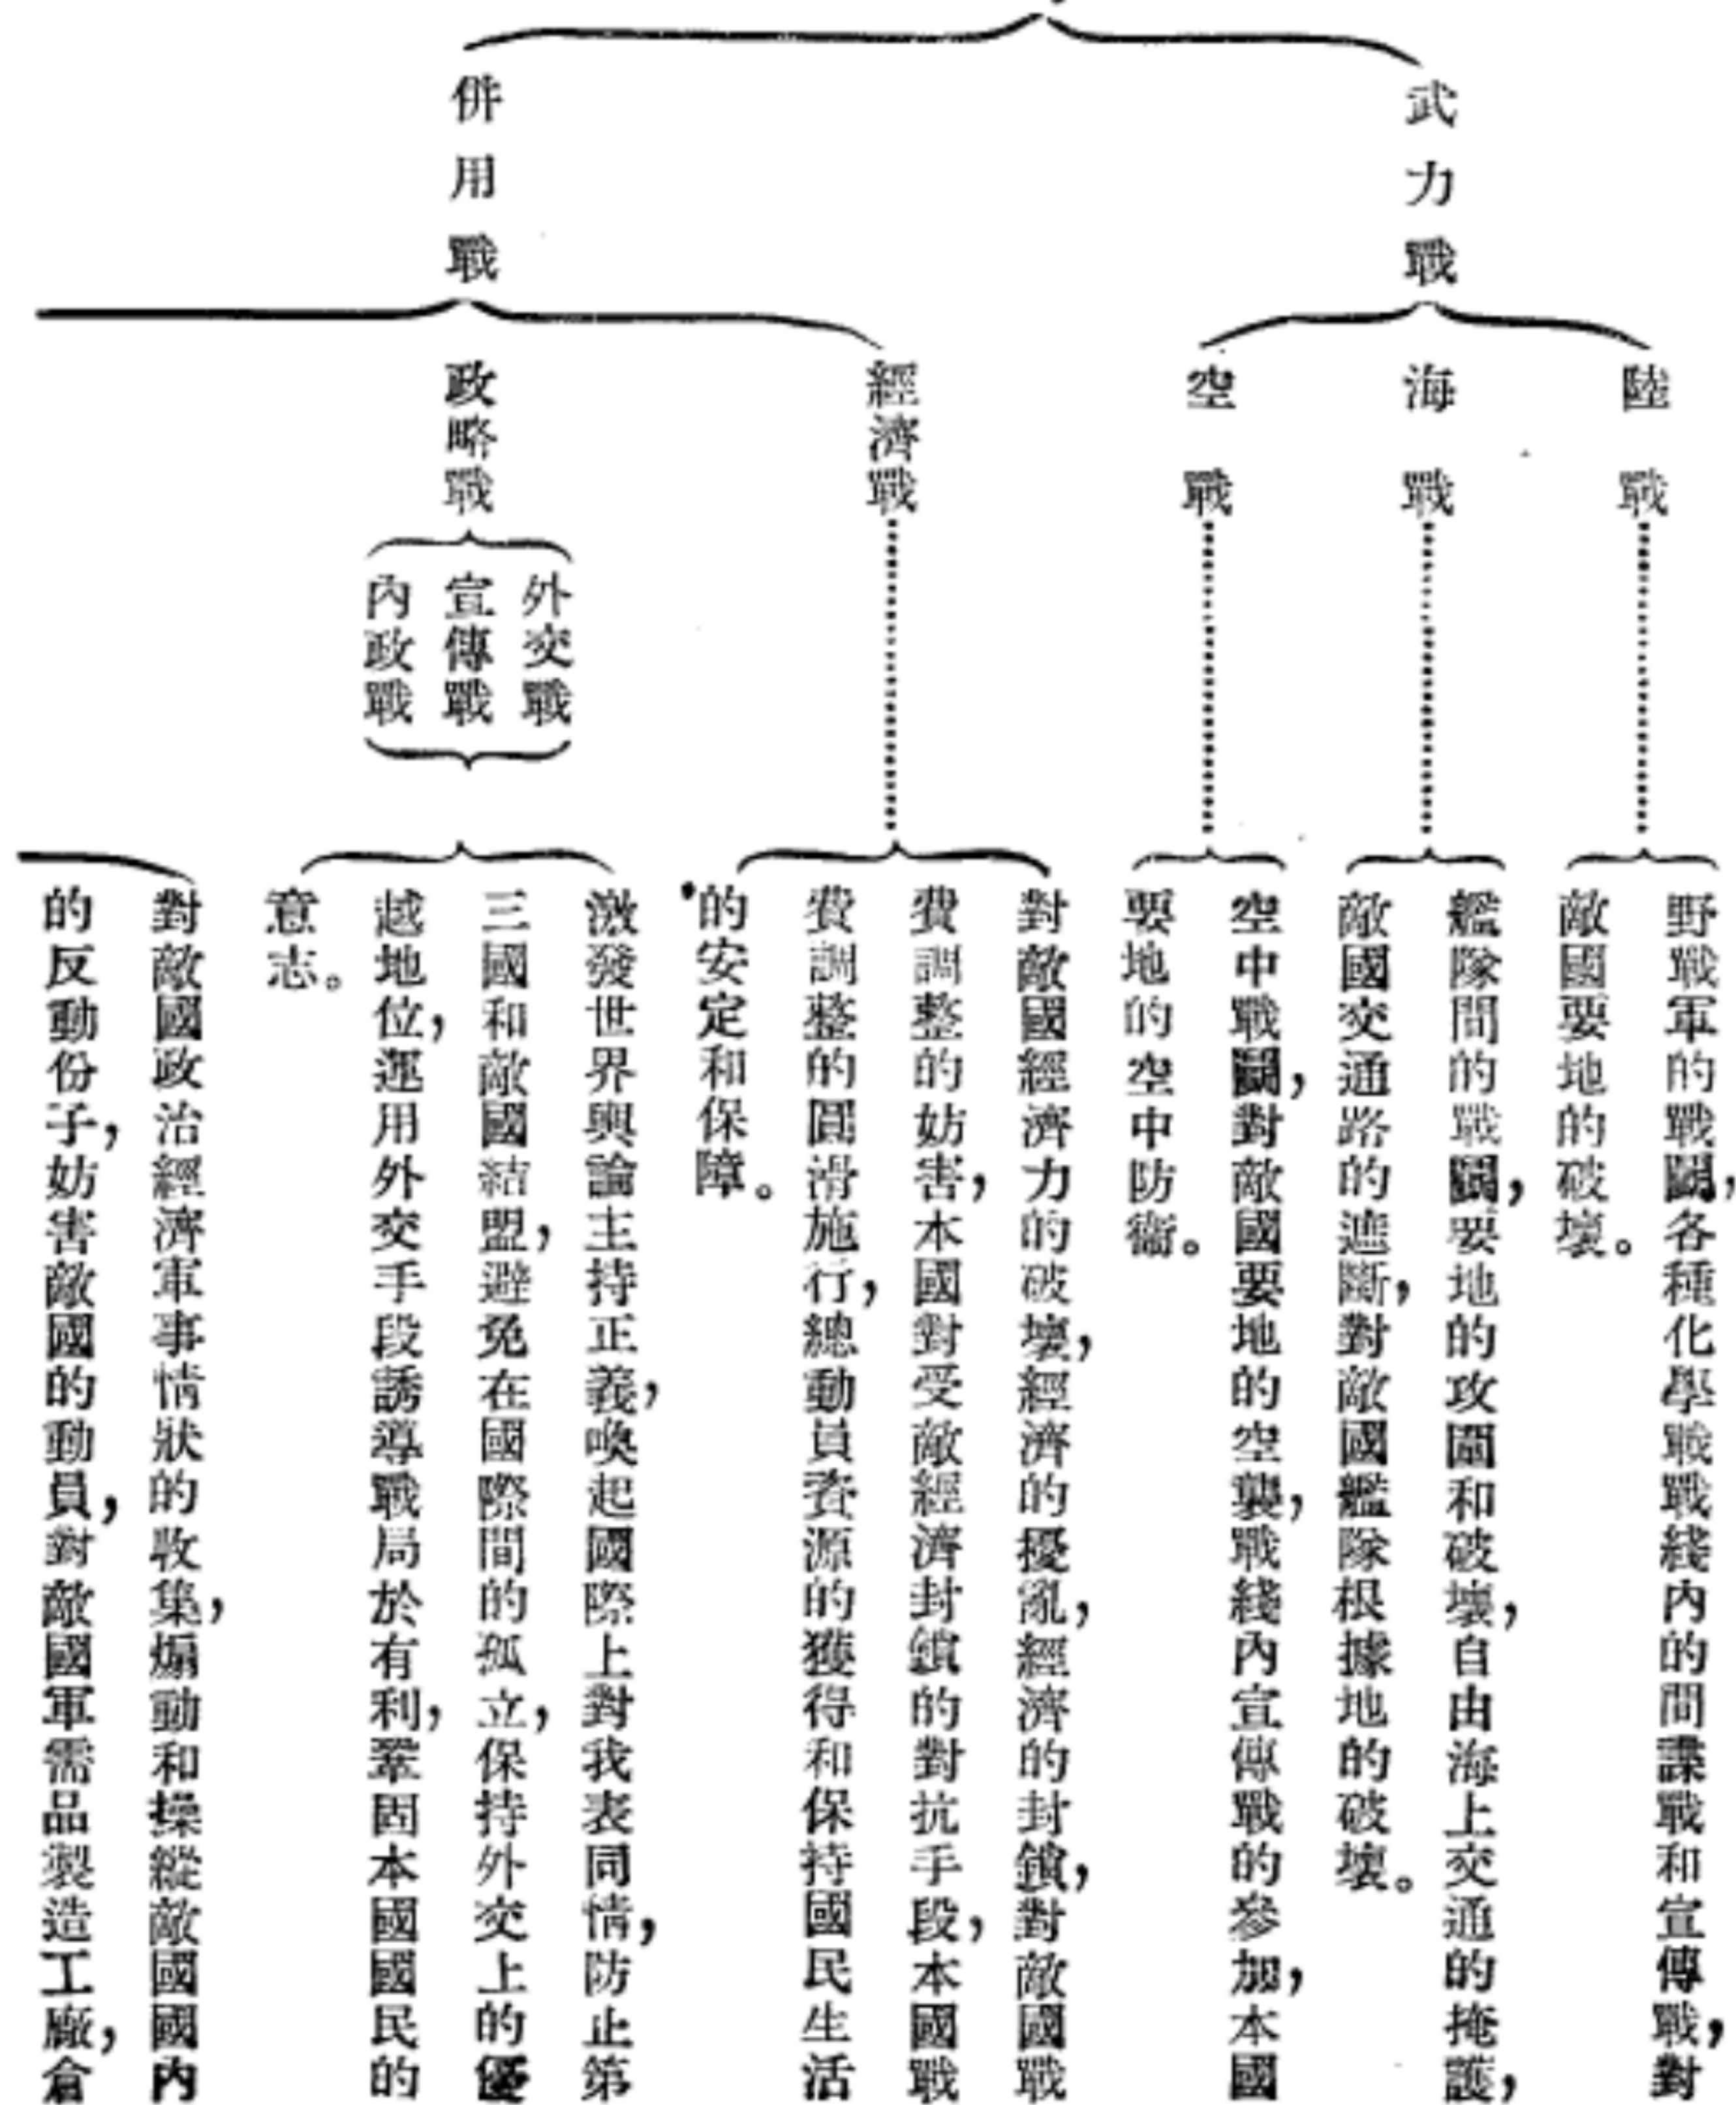 武力戰
陸戰
野戰軍的戰鬬，各種化學戰戰綫內的間諜戰和宣傳戰，對
敵國要地的破壞。
海戰
艦隊間的戰鬬，要地的攻圍和破壞，自由海上交通的掩護，
敵國交通路的遮斷，對敵國艦隊根據地的破壞。
空戰
空中戰鬬，對敵國要地的空襲，戰綫內宣傳戰的參加，本國
要地的空中防衞。
併用戰
經濟戰
對敵國經濟力的破壞，經濟的擾亂，經濟的封鎖，對敵國戰
費調整的妨害，本國對受敵經濟封鎖的對抗手段，本國戰
費調整的圓滑施行，總動員資源的獲得和保持國民生活
的安定和保障。
政略戰
外交戰
宣傳戰
內政戰
激發世界輿論主持正義，喚起國際上對我表同情，防止第
三國和敵國結盟，避免在國際間的孤立，保持外交上的優
越地位，運用外交手段誘導戰局於有利，鞏固本國國民的
意志。
對敵國政治經濟軍事情狀的收集，煽動和操縱敵國國內
的反動份子，妨害敵國的動員，對敵國軍需品製造工廠，倉